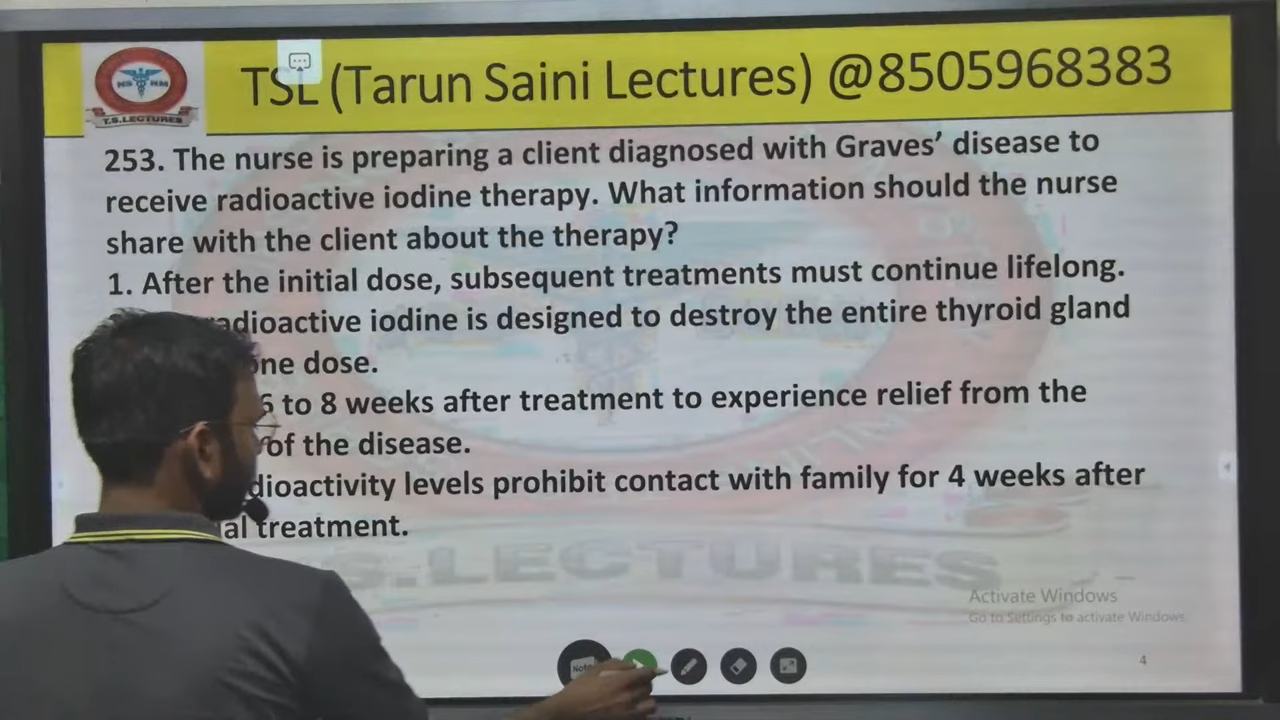 TSL (Tarun Saini Lectures) @8505968383
T.S.LECTURES
253. The nurse is preparing a client diagnosed with Graves’ disease to
receive radioactive iodine therapy. What information should the nurse
share with the client about the therapy?
1. After the initial dose, subsequent treatments must continue lifelong.
adioactive iodine is designed to destroy the entire thyroid gland
one dose.
6 to 8 weeks after treatment to experience relief from the
of the disease.
dioactivity levels prohibit contact with family for 4 weeks after
al treatment.
S.LECTURES
Activate Windows
Go to Settings to activate Windows.
4